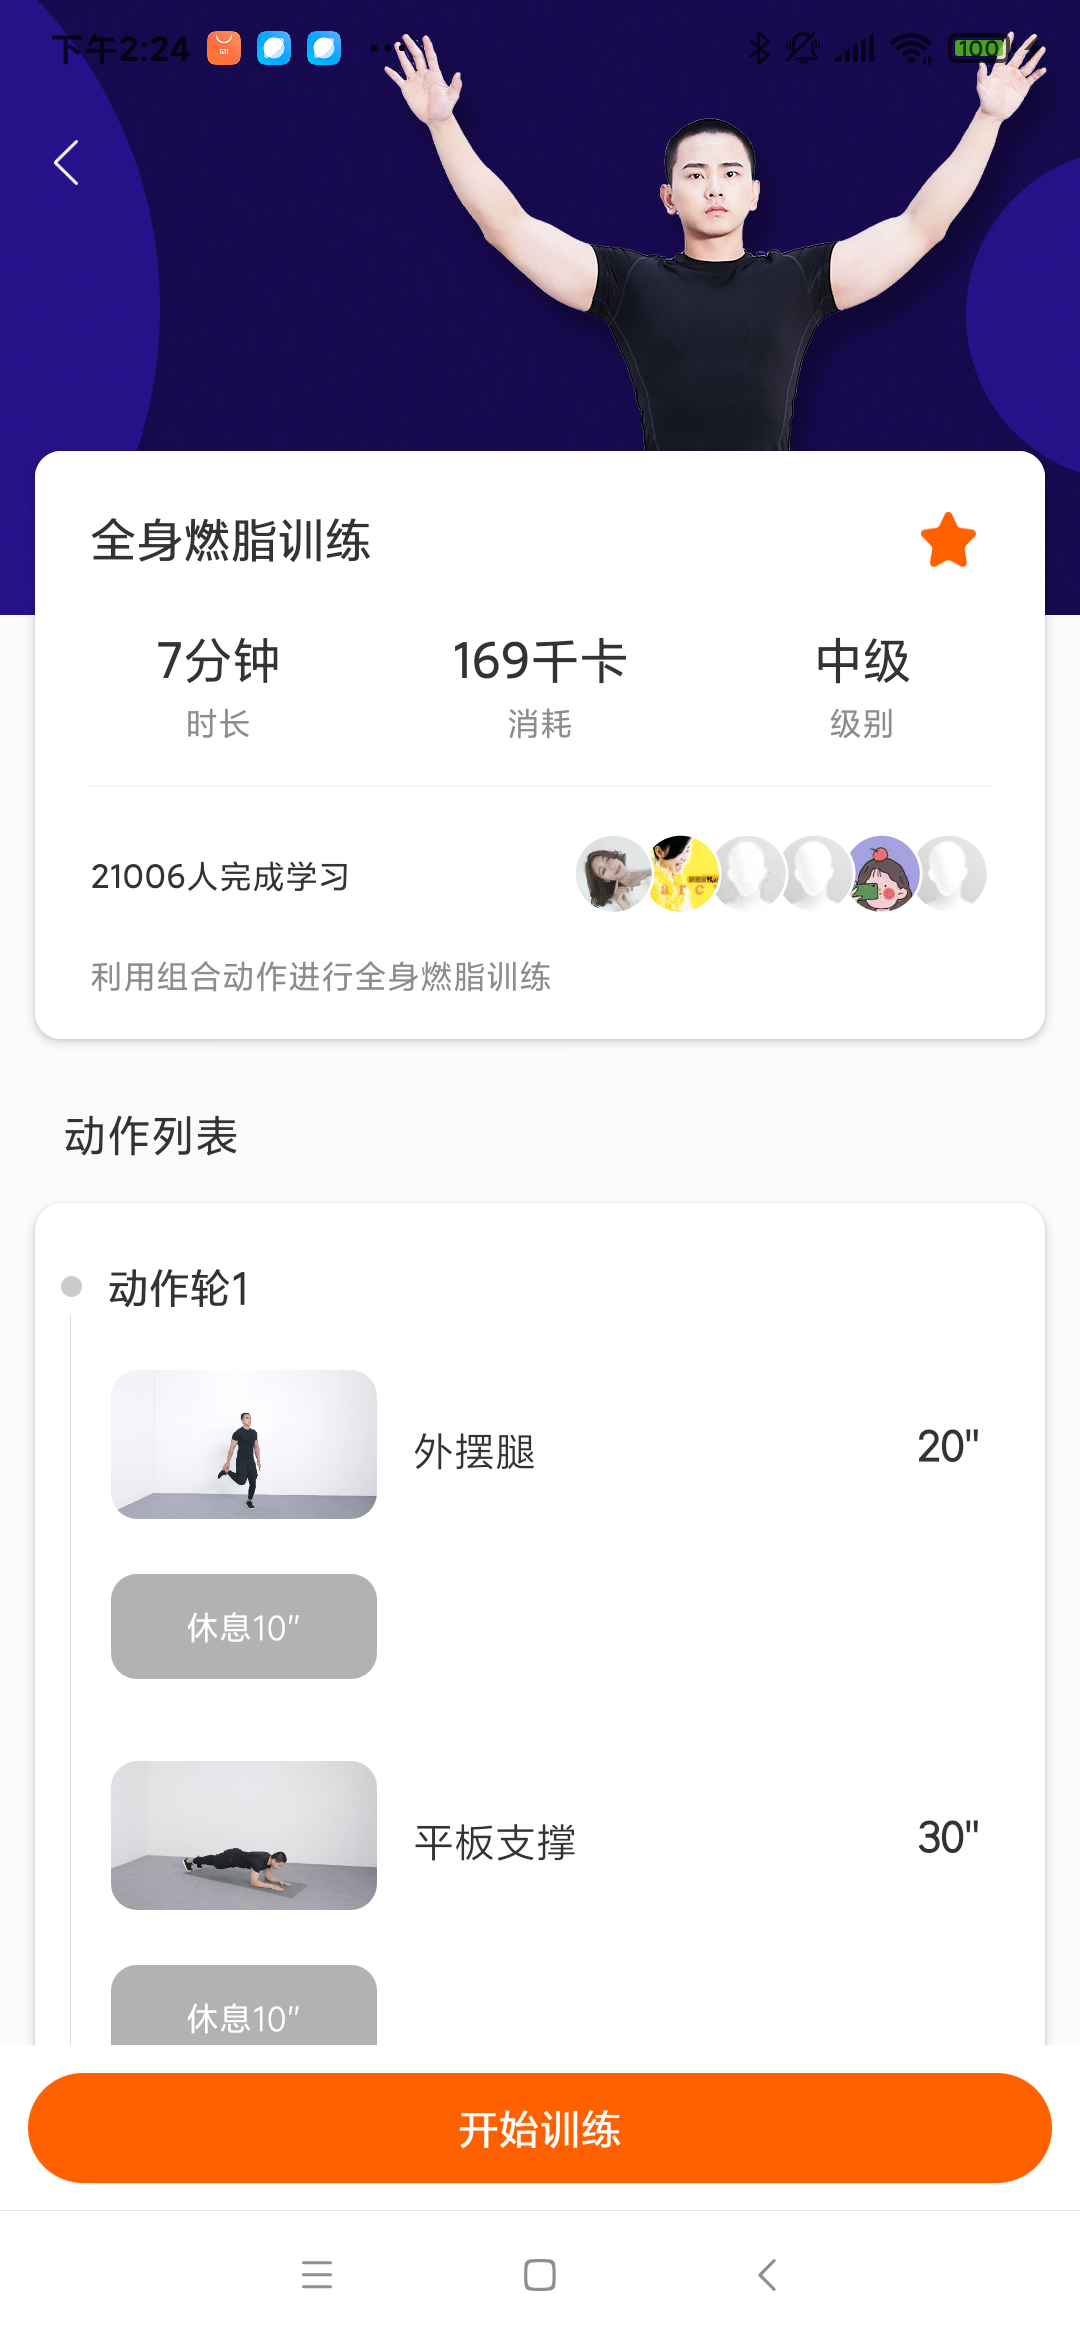 下午2:24
100
全身燃脂训练
7分钟
169千卡
中级
时长
消耗
级别
21006人完成学习
arc
利用组合动作进行全身燃脂训练
动作列表
动作轮1
外摆腿
20"
休息10"
平板支撑
30"
休息10"
开始训练